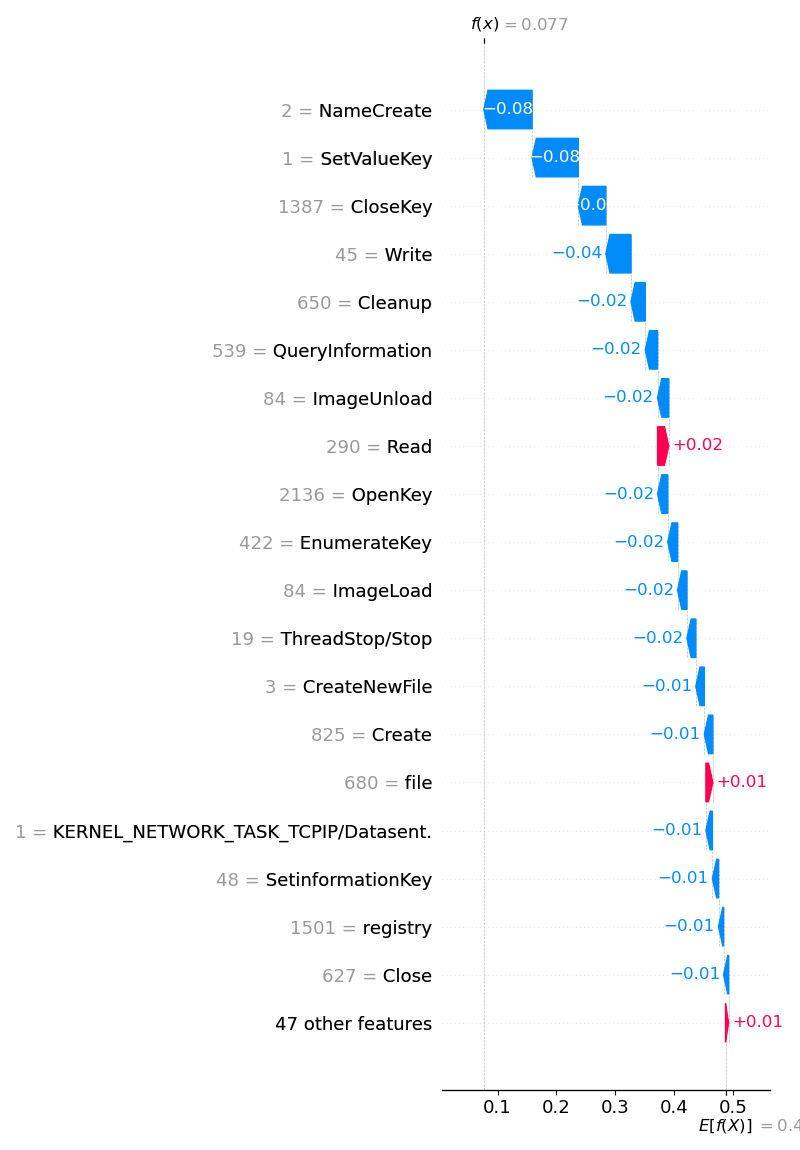 f(x) = 0.077
2 = NameCreate −0.08
1 = SetValueKey −0.08
1387 = CloseKey
45 = Write −0.04
650 = Cleanup −0.02
539 = QueryInformation −0.02
84 = ImageUnload −0.02
290 = Read +0.02
2136 = OpenKey −0.02
422 = EnumerateKey −0.02
84 = ImageLoad −0.02
19 = ThreadStop/Stop −0.02
3 = CreateNewFile −0.01
825 = Create −0.01
680 = file +0.01
1 = KERNEL_NETWORK_TASK_TCPIP/Datasent. −0.01
48 = SetinformationKey −0.01
1501 = registry −0.01
627 = Close −0.01
47 other features +0.01
0.1 0.2 0.3 0.4 0.5
E[f(X)] = 0.4